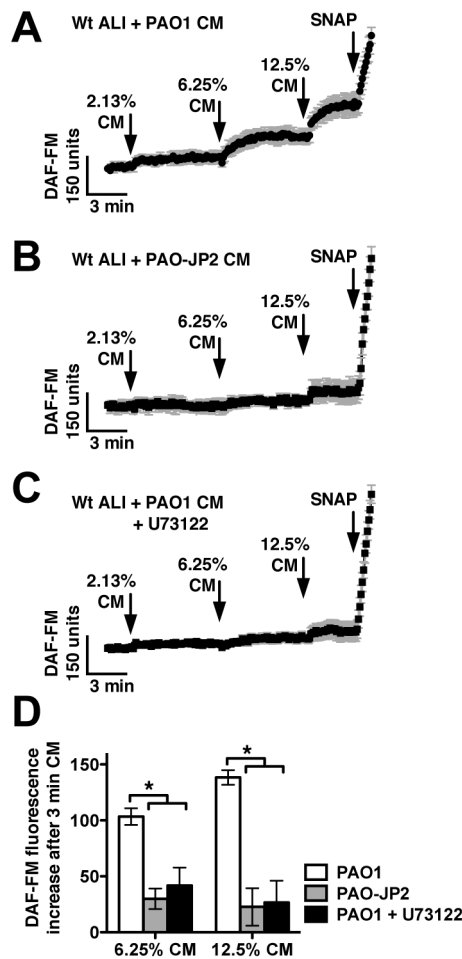 A
Wt ALI + PAO1 CM
SNAP
12.5%
CM
6.25%
CM
2.13%
CM
DAF-FM
150 units
3 min
B
Wt ALI + PAO-JP2 CM
SNAP
12.5%
CM
6.25%
CM
2.13%
CM
DAF-FM
150 units
3 min
C
Wt ALI + PAO1 CM
+ U73122
SNAP
12.5%
CM
6.25%
CM
2.13%
CM
DAF-FM
150 units
3 min
D
DAF-FM fluorescence
increase after 3 min CM
150
100
50
0
*
*
6.25% CM
12.5% CM
PAO1
PAO-JP2
PAO1 + U73122